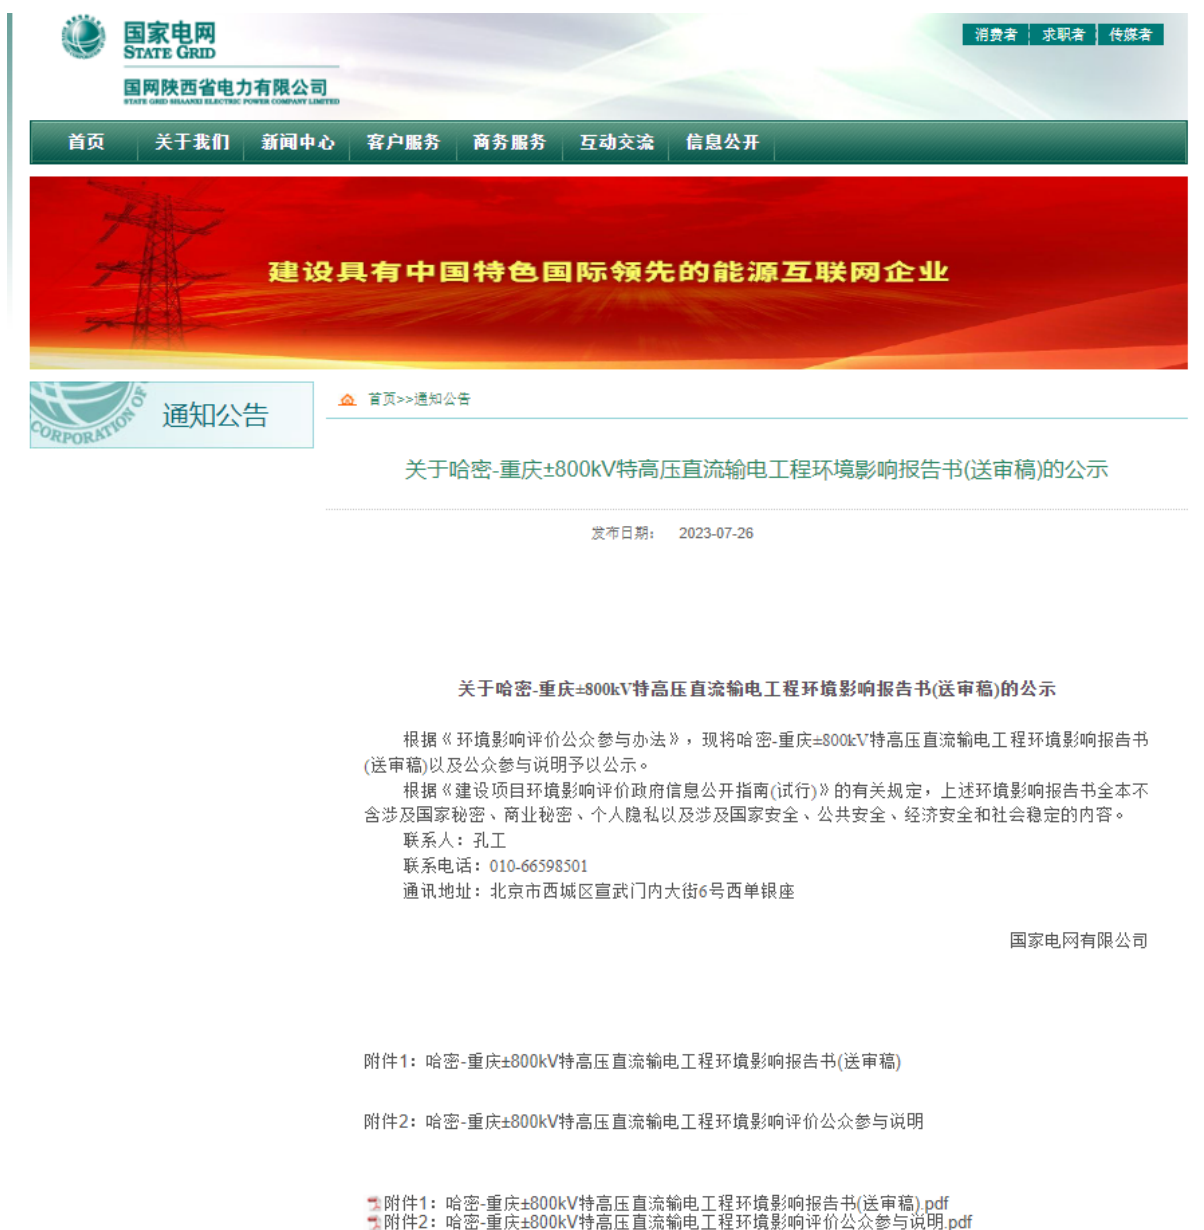 国家电网
STATE GRID
国网陕西省电力有限公司
STATE GRID SHAANXI ELECTRIC POWER COMPANY LIMITED
消费者 求职者 传媒者
首页 关于我们 新闻中心 客户服务 商务服务 互动交流 信息公开
建设具有中国特色国际领先的能源互联网企业
CORPORATION OF
通知公告
首页>>通知公告
关于哈密-重庆±800kV特高压直流输电工程环境影响报告书(送审稿)的公示
发布日期： 2023-07-26
关于哈密-重庆±800kV特高压直流输电工程环境影响报告书(送审稿)的公示
根据《环境影响评价公众参与办法》，现将哈密-重庆±800kV特高压直流输电工程环境影响报告书
(送审稿)以及公众参与说明予以公示。
根据《建设项目环境影响评价政府信息公开指南(试行)》的有关规定，上述环境影响报告书全本不
含涉及国家秘密、商业秘密、个人隐私以及涉及国家安全、公共安全、经济安全和社会稳定的内容。
联系人：孔工
联系电话：010-66598501
通讯地址：北京市西城区宣武门内大街6号西单银座
国家电网有限公司
附件1：哈密-重庆±800kV特高压直流输电工程环境影响报告书(送审稿)
附件2：哈密-重庆±800kV特高压直流输电工程环境影响评价公众参与说明
附件1：哈密-重庆±800kV特高压直流输电工程环境影响报告书(送审稿).pdf
附件2：哈密-重庆±800kV特高压直流输电工程环境影响评价公众参与说明.pdf